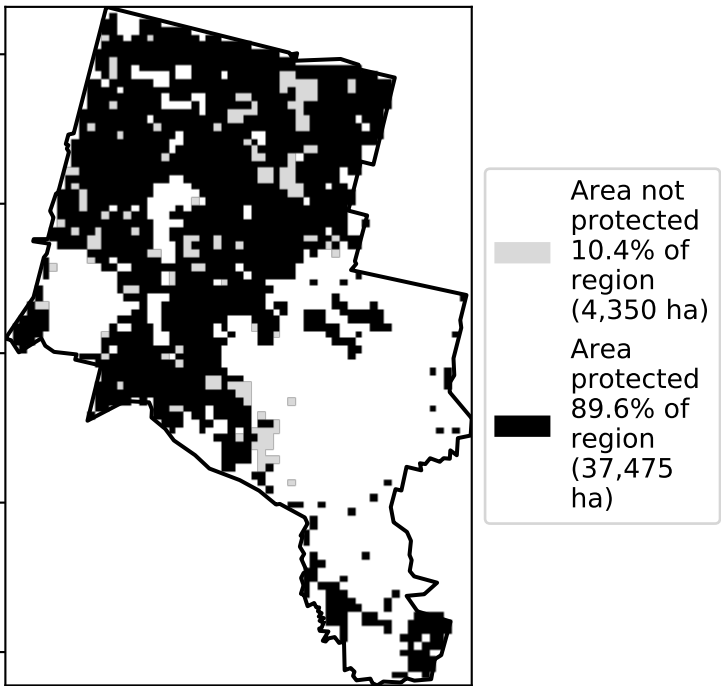 Area not
protected
10.4% of
region
(4,350 ha)
Area
protected
89.6% of
region
(37,475
ha)